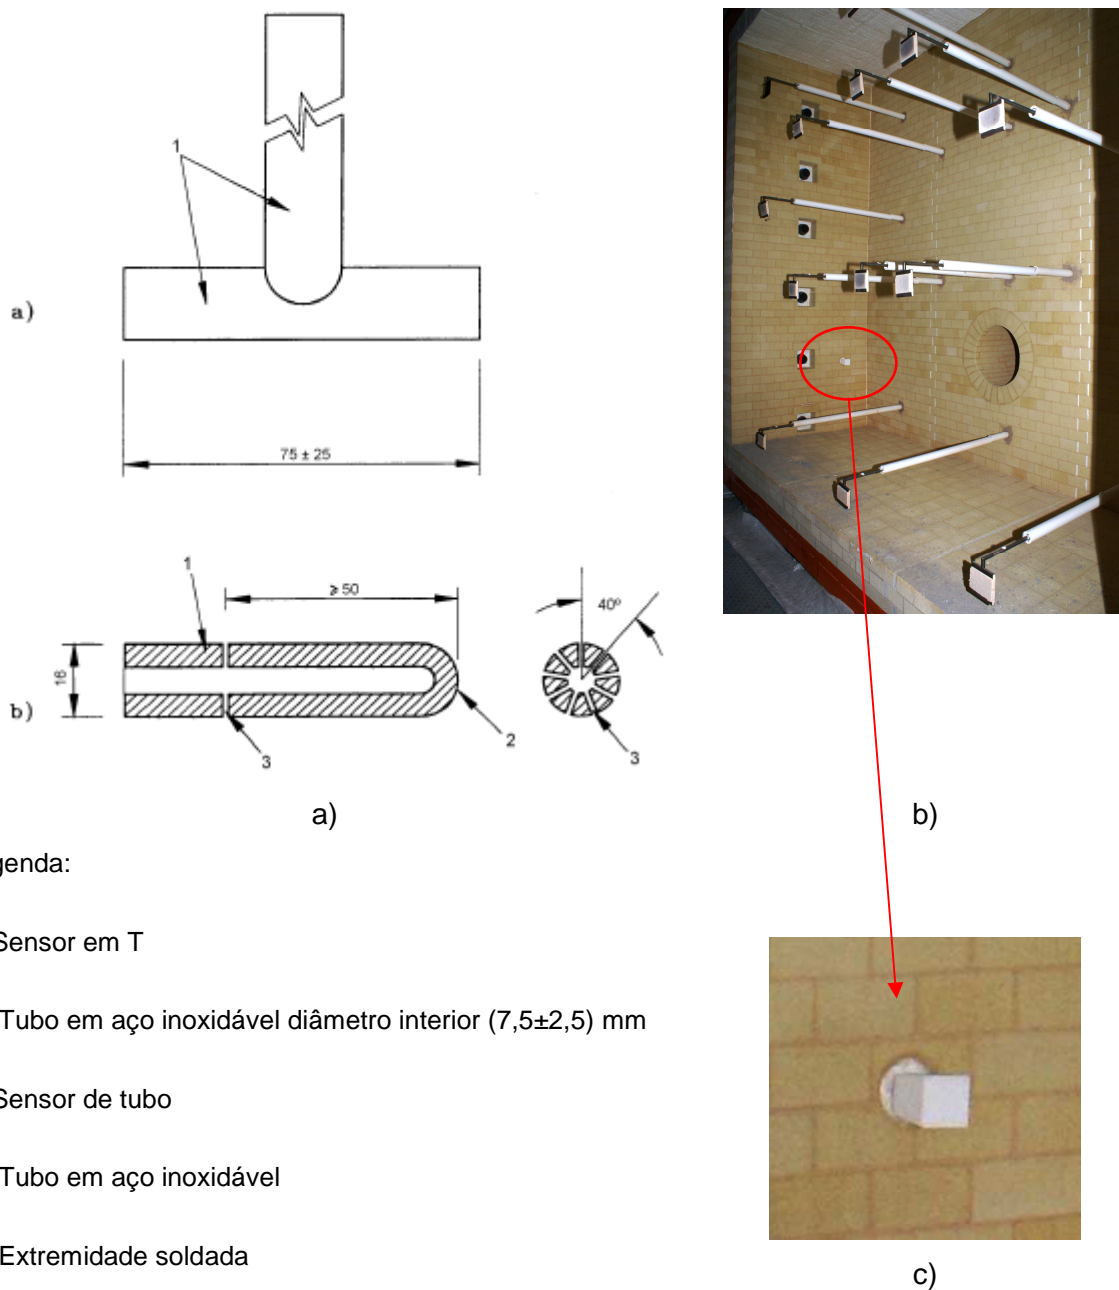 1
a)
75 ± 25
1
≥ 50
40º
16
b)
3
2
3
a)
b)
genda:
Sensor em T
Tubo em aço inoxidável diâmetro interior (7,5±2,5) mm
Sensor de tubo
Tubo em aço inoxidável
Extremidade soldada
c)